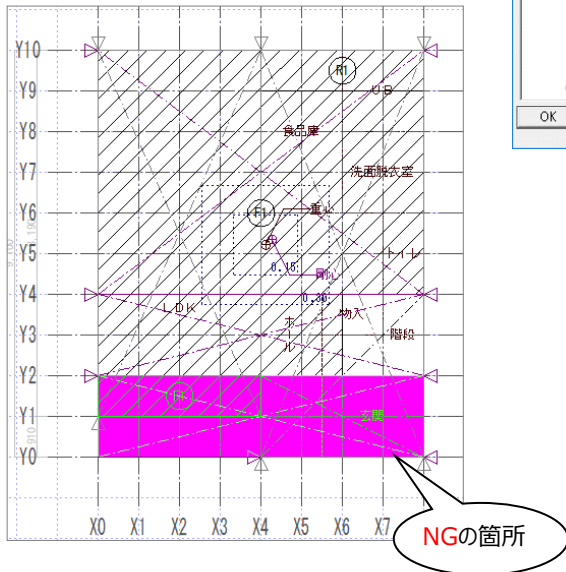 OK
Y10
R1
Y9
UB
食品庫
Y8
Y7
洗面脱衣室
Y6
F1
重心
Y5
トイレ
0.15
剛心
0.30
Y4
LDK
物入
ホール
Y3
階段
Y2
Y1
玄関
910
Y0
X0 X1 X2 X3 X4 X5 X6 X7
NGの箇所